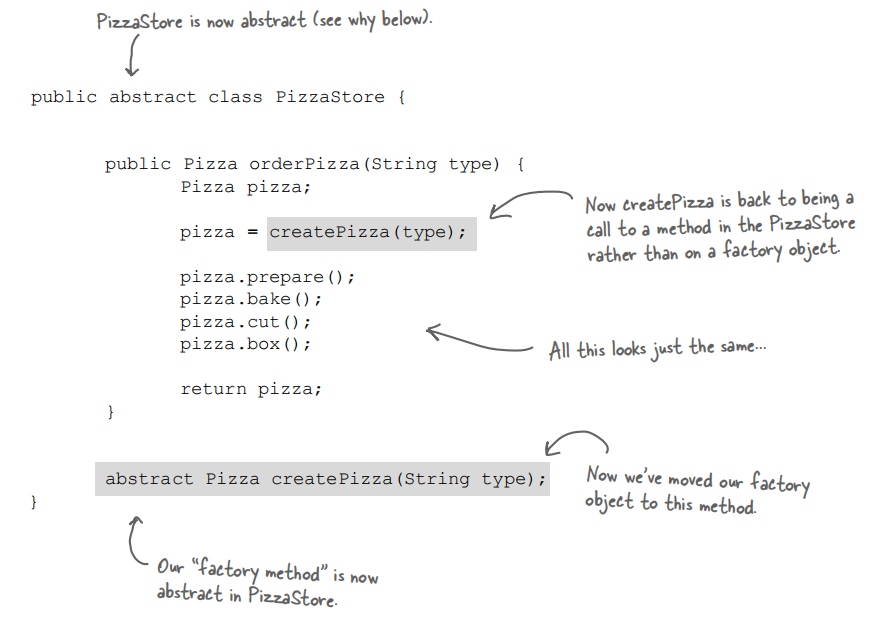 PizzaStore is now abstract (see why below).
public abstract class PizzaStore {
public Pizza orderPizza(String type) {
Pizza pizza;
pizza = createPizza(type);
Now createPizza is back to being a
call to a method in the PizzaStore
rather than on a factory object.
pizza.prepare();
pizza.bake();
pizza.cut();
pizza.box();
All this looks just the same...
return pizza;
}
abstract Pizza createPizza(String type);
Now we've moved our factory
object to this method.
}
Our "factory method" is now
abstract in PizzaStore.